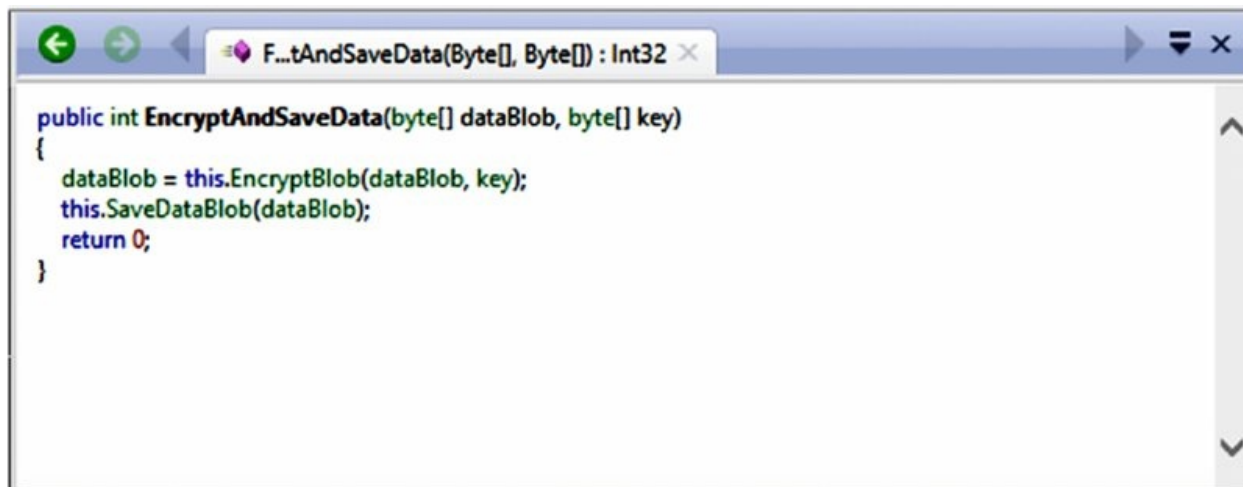 F...tAndSaveData(Byte[], Byte[]) : Int32
public int EncryptAndSaveData(byte[] dataBlob, byte[] key)
{
dataBlob = this.EncryptBlob(dataBlob, key);
this.SaveDataBlob(dataBlob);
return 0;
}